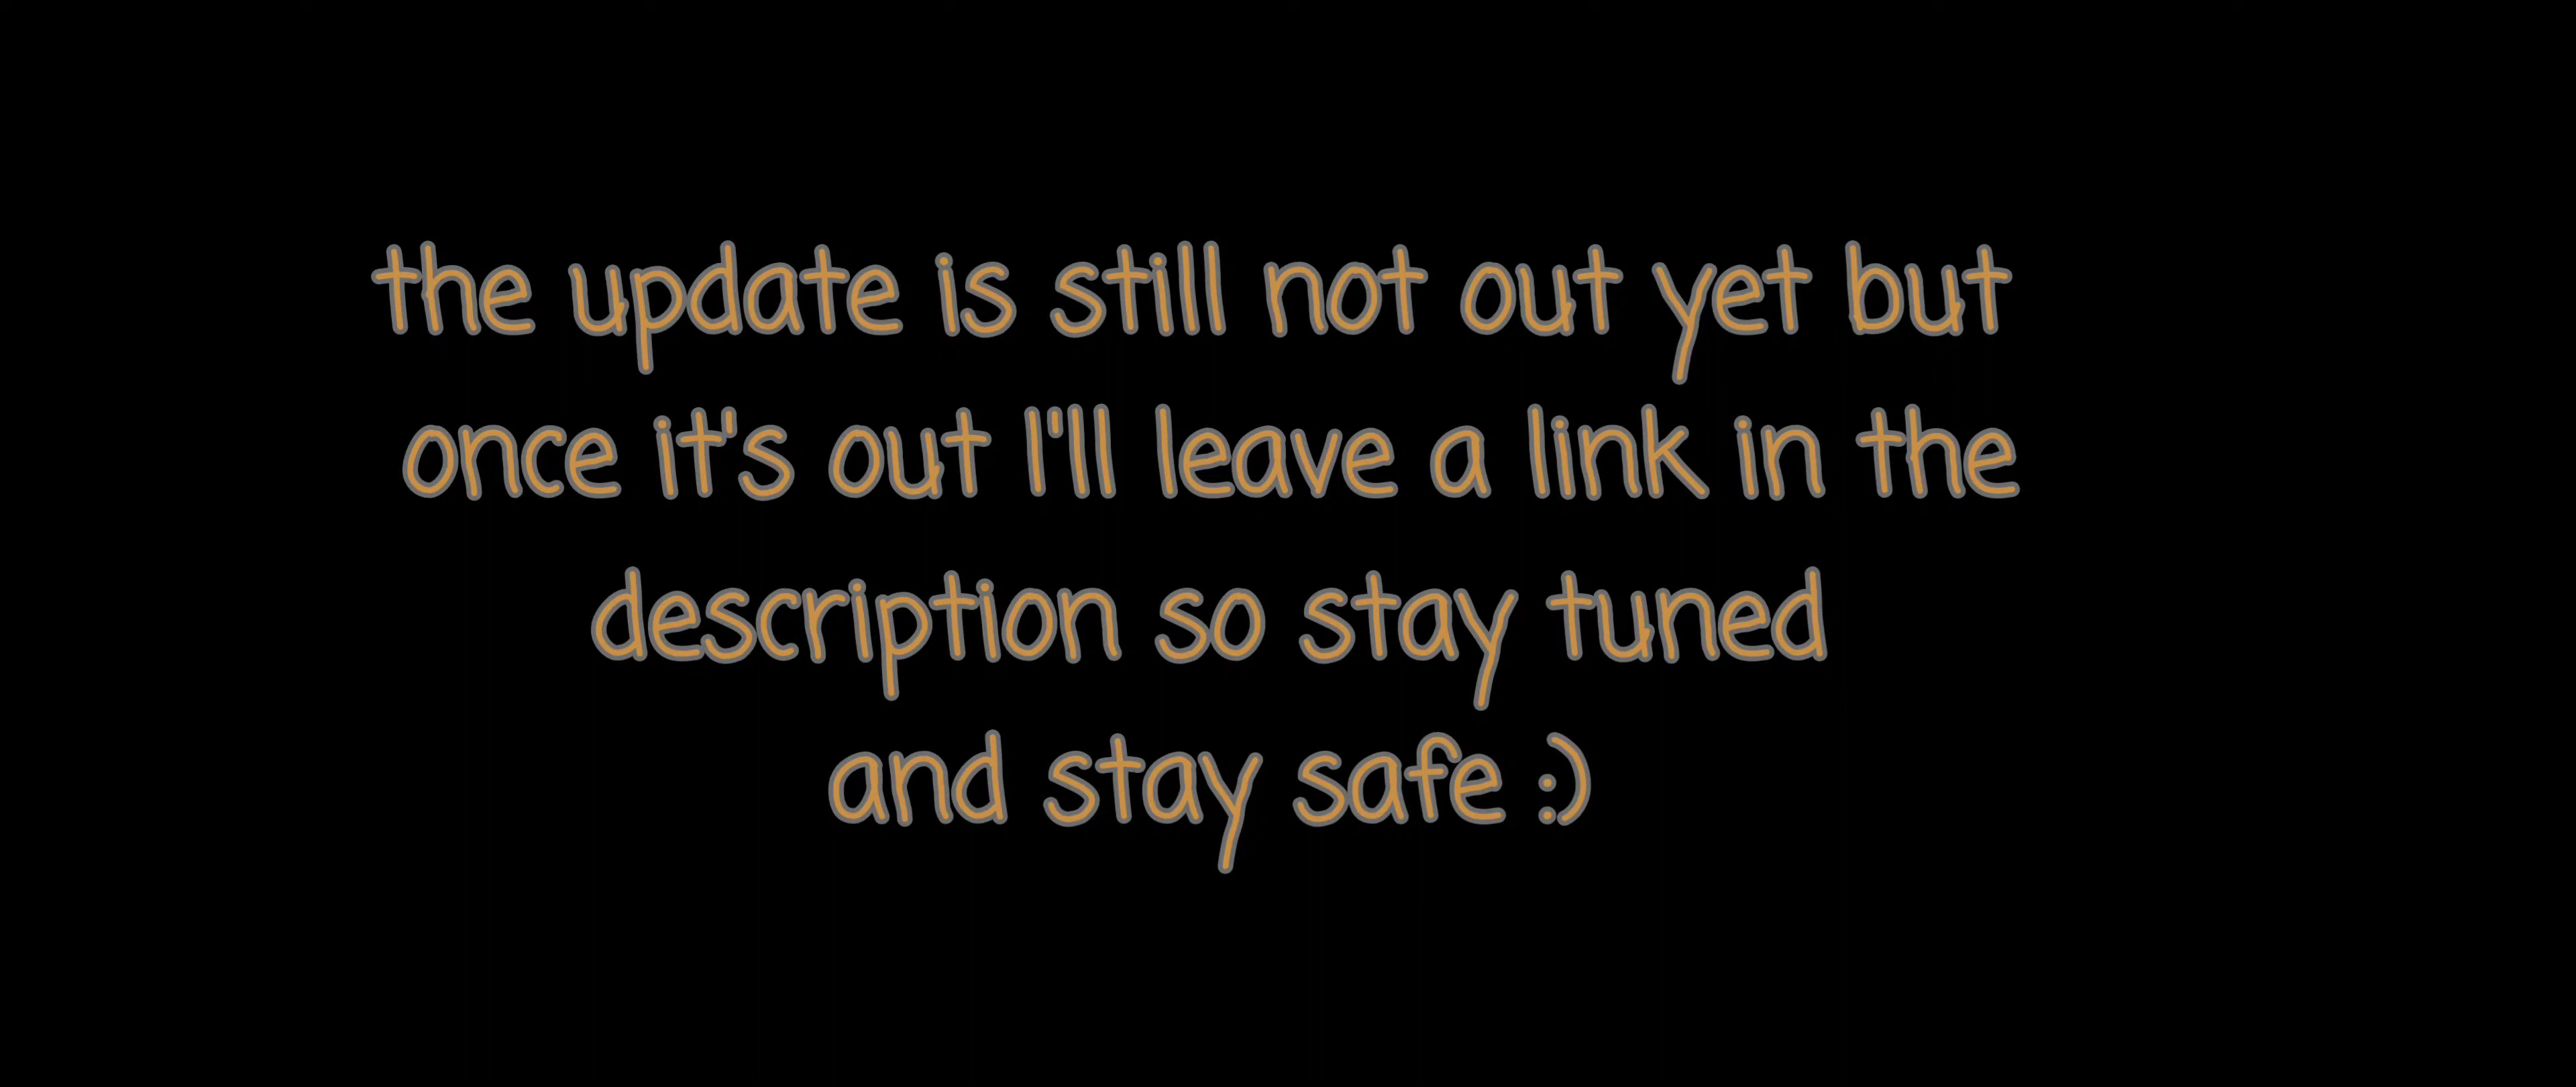 the update is still not out yet but
once it's out I'll leave a link in the
description so stay tuned
and stay safe :)